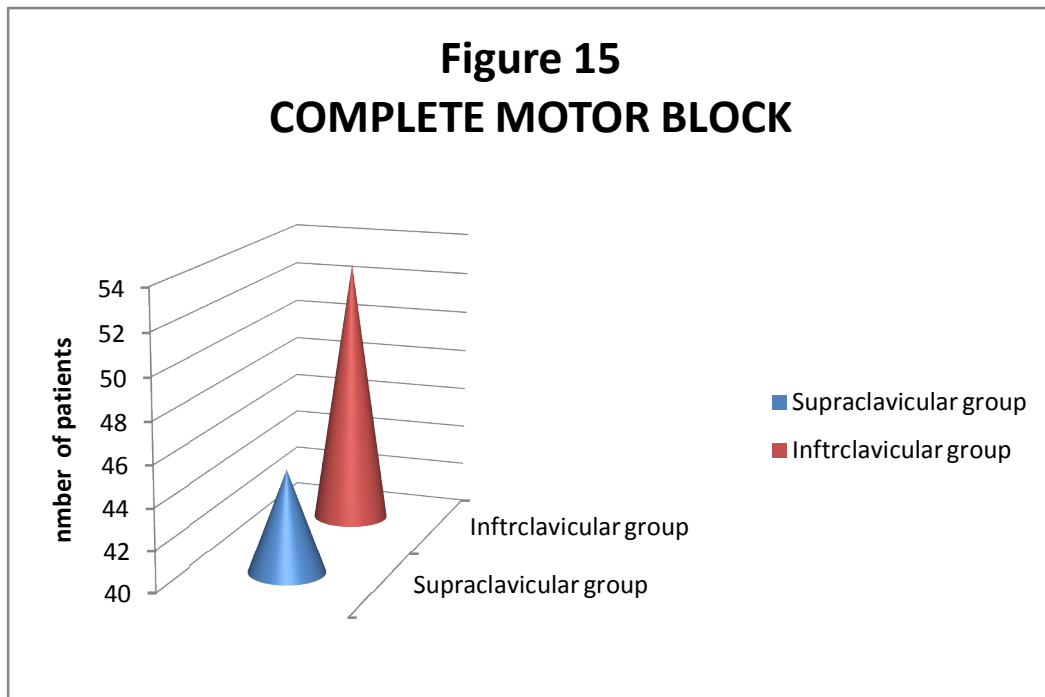 Figure 15
COMPLETE MOTOR BLOCK
nmber of patients
54
52
50
48
46
44
42
40
Inftrclavicular group
Supraclavicular group
Supraclavicular group
Inftrclavicular group